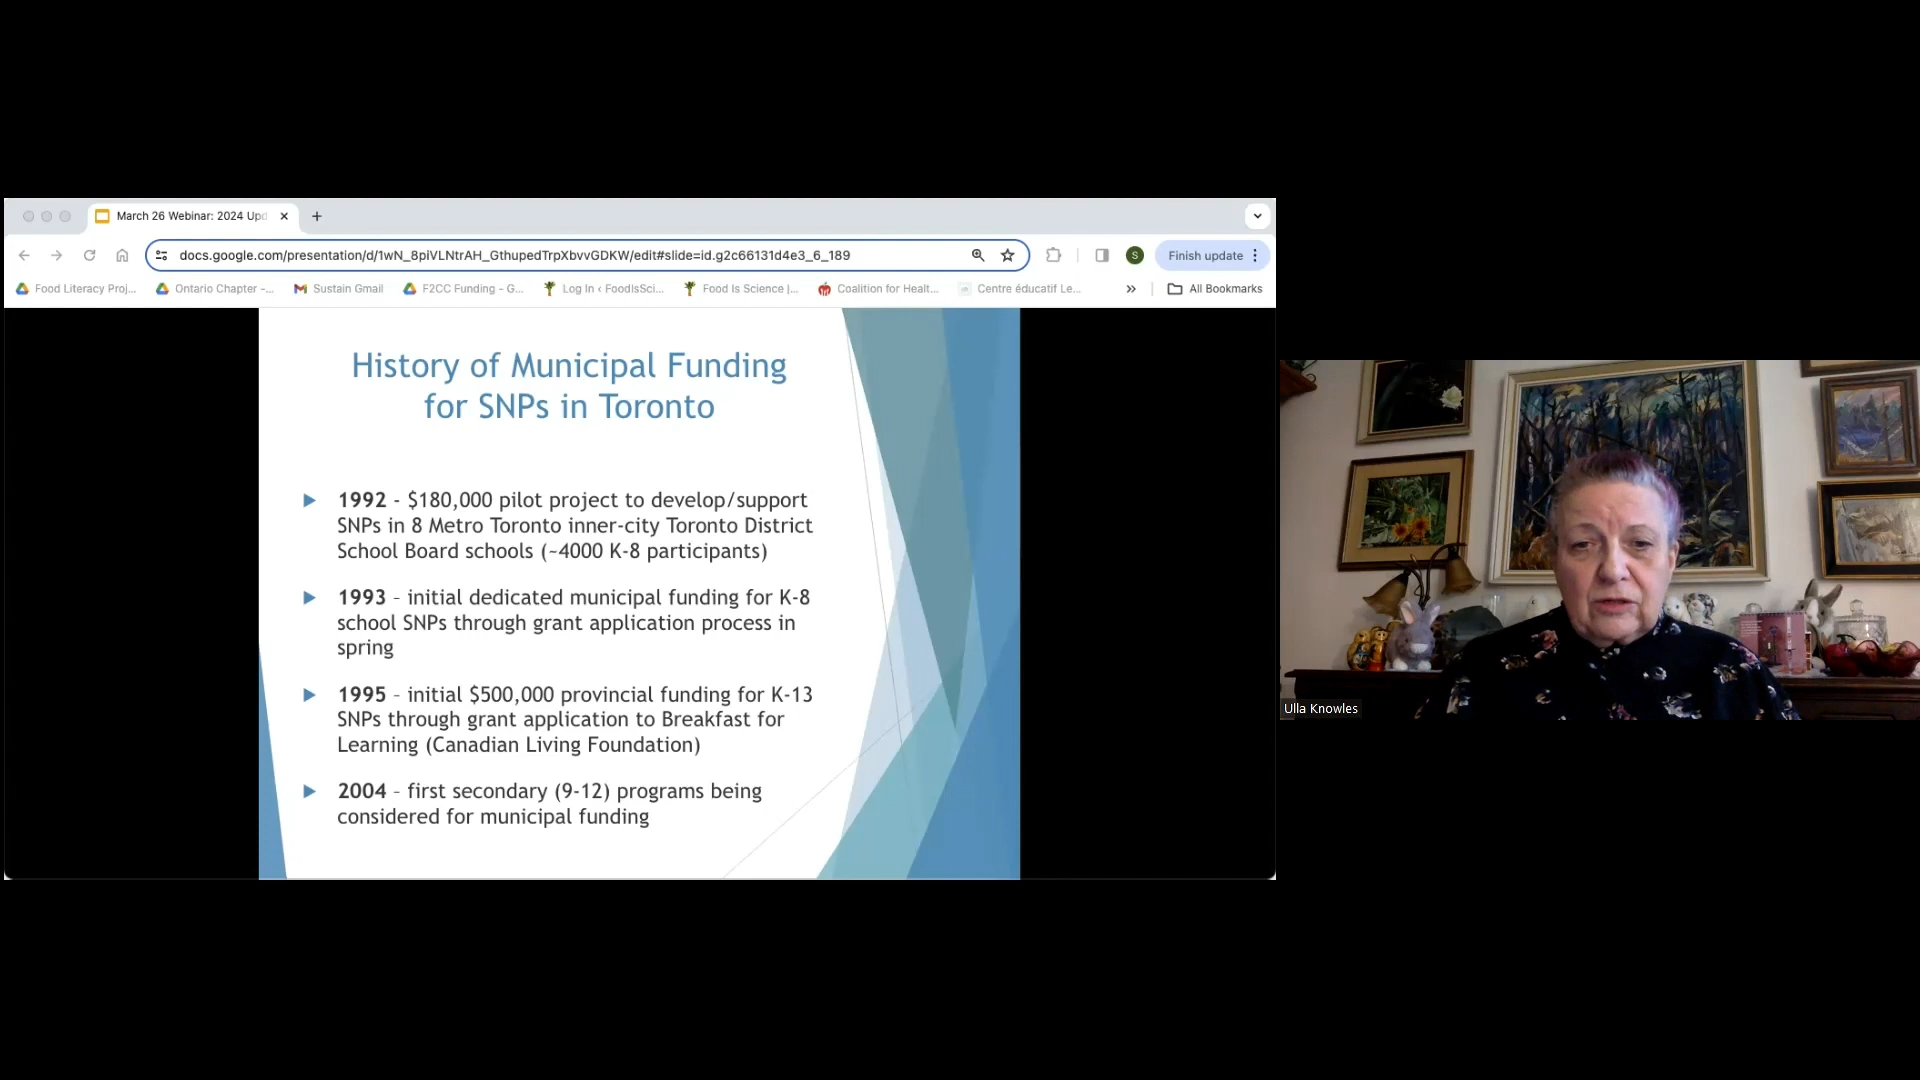 March 26 Webinar: 2024 Upd
docs.google.com/presentation/d/1wN_8piVLNtrAH_GthupedTrpXbvvGDKW/edit#slide=id.g2c66131d4e3_6_189
S
Finish update
Food Literacy Proj...
Ontario Chapter –...
Sustain Gmail
F2CC Funding - G...
Log In ‹ FoodIsSci...
Food Is Science |...
Coalition for Healt...
Centre éducatif Le...
All Bookmarks
History of Municipal Funding
for SNPs in Toronto
1992 - $180,000 pilot project to develop/support
SNPs in 8 Metro Toronto inner-city Toronto District
School Board schools (~4000 K-8 participants)
1993 – initial dedicated municipal funding for K-8
school SNPs through grant application process in
spring
1995 – initial $500,000 provincial funding for K-13
SNPs through grant application to Breakfast for
Learning (Canadian Living Foundation)
2004 – first secondary (9-12) programs being
considered for municipal funding
Ulla Knowles